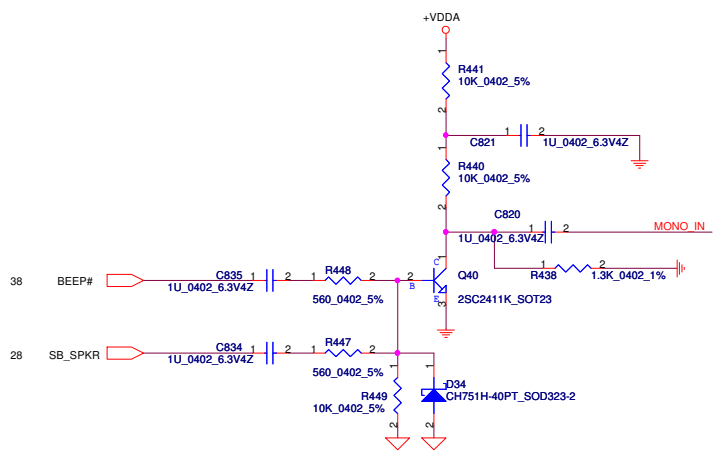 +VDDA
1
R441
10K_0402_5%
2
C821
1
2
1U_0402_6.3V4Z
1
R440
10K_0402_5%
2
C820
1U_0402_6.3V4Z
1
2
MONO_IN
1
R438
2
1.3K_0402_1%
38
BEEP#
C835
1U_0402_6.3V4Z
1
2
1
R448
2
560_0402_5%
2
B
C
1
Q40
E
3
2SC2411K_SOT23
28
SB_SPKR
C834
1U_0402_6.3V4Z
1
2
1
R447
2
560_0402_5%
1
R449
10K_0402_5%
2
1
D34
CH751H-40PT_SOD323-2
2